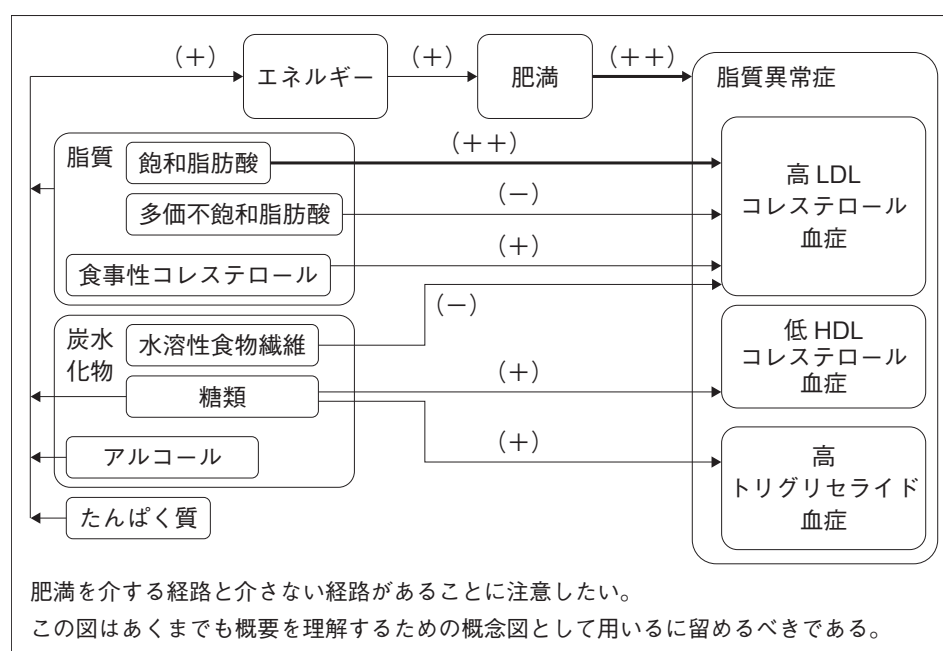 (+)
エネルギー
(+)
肥満
(++)
脂質異常症
脂質
飽和脂肪酸
(++)
多価不飽和脂肪酸
(-)
食事性コレステロール
(+)
高 LDL
コレステロール
血症
炭水
化物
水溶性食物繊維
(-)
糖類
(+)
低 HDL
コレステロール
血症
アルコール
(+)
高
トリグリセライド
血症
たんぱく質
肥満を介する経路と介さない経路があることに注意したい。
この図はあくまでも概要を理解するための概念図として用いるに留めるべきである。